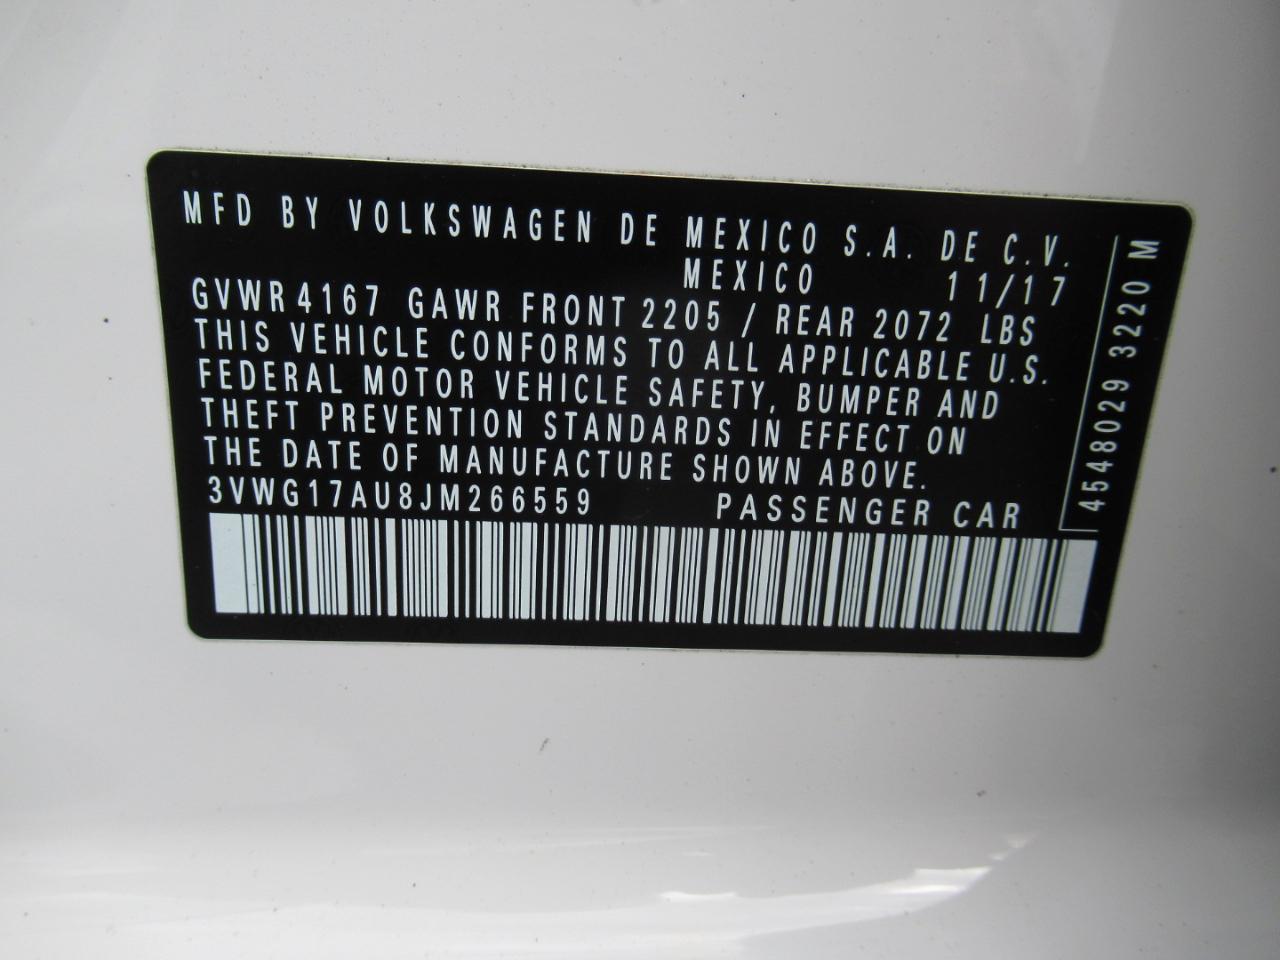 MFD BY VOLKSWAGEN DE MEXICO S.A. DE C.V.
MEXICO 11/17
GVWR 4167 GAWR FRONT 2205 / REAR 2072 LBS
THIS VEHICLE CONFORMS TO ALL APPLICABLE U.S.
FEDERAL MOTOR VEHICLE SAFETY, BUMPER AND
THEFT PREVENTION STANDARDS IN EFFECT ON
THE DATE OF MANUFACTURE SHOWN ABOVE.
3VWG17AU8JM266559 PASSENGER CAR
4548029 3220 M